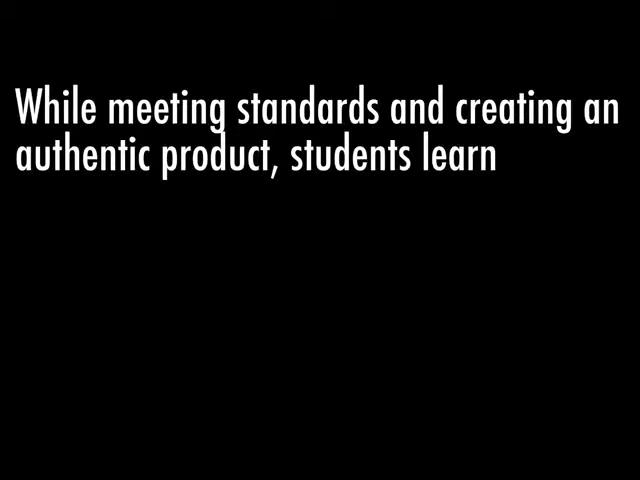 While meeting standards and creating an
authentic product, students learn